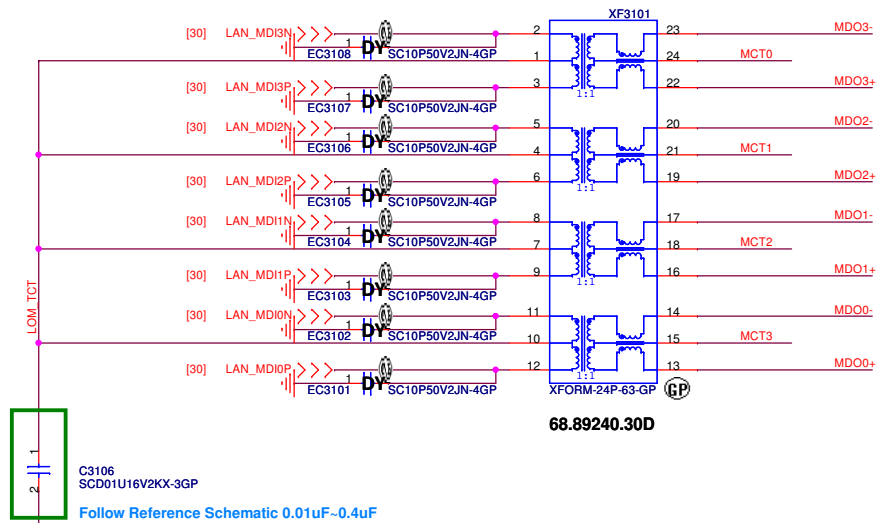 XF3101
[30] LAN_MDI3N 2 23 MDO3-
1 DY
EC3108 SC10P50V2JN-4GP 1 24 MCT0
[30] LAN_MDI3P 3 22 MDO3+
1:1
1 DY
EC3107 SC10P50V2JN-4GP
[30] LAN_MDI2N 5 20 MDO2-
1 DY
EC3106 SC10P50V2JN-4GP 4 21 MCT1
[30] LAN_MDI2P 6 19 MDO2+
1:1
1 DY
EC3105 SC10P50V2JN-4GP
[30] LAN_MDI1N 8 17 MDO1-
1 DY
EC3104 SC10P50V2JN-4GP 7 18 MCT2
[30] LAN_MDI1P 9 16 MDO1+
1:1
1 DY
EC3103 SC10P50V2JN-4GP
LOM_TCT
[30] LAN_MDI0N 11 14 MDO0-
1 DY
EC3102 SC10P50V2JN-4GP 10 15 MCT3
[30] LAN_MDI0P 12 13 MDO0+
1:1
1 DY
EC3101 SC10P50V2JN-4GP XFORM-24P-63-GP GP
68.89240.30D
1
2
C3106
SCD01U16V2KX-3GP
Follow Reference Schematic 0.01uF~0.4uF